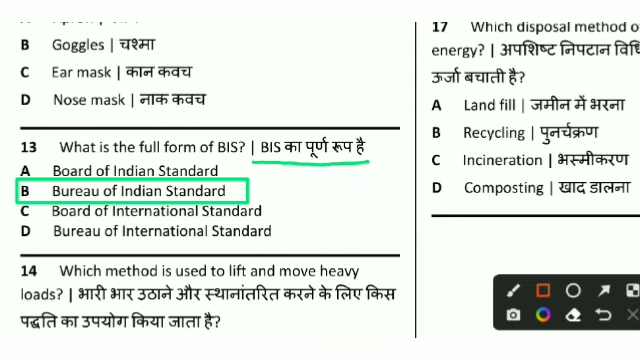 B Goggles | चश्मा
C Ear mask | कान कवच
D Nose mask | नाक कवच
13 What is the full form of BIS? | BIS का पूर्ण रूप है
A Board of Indian Standard
B Bureau of Indian Standard
C Board of International Standard
D Bureau of International Standard
14 Which method is used to lift and move heavy
loads? | भारी भार उठाने और स्थानांतरित करने के लिए किस
पद्धति का उपयोग किया जाता है?
17 Which disposal method o
energy? | अपशिष्ट निपटान विधि
ऊर्जा बचाती है?
A Land fill | जमीन में भरना
B Recycling | पुनर्चक्रण
C Incineration | भस्मीकरण
D Composting | खाद डालना